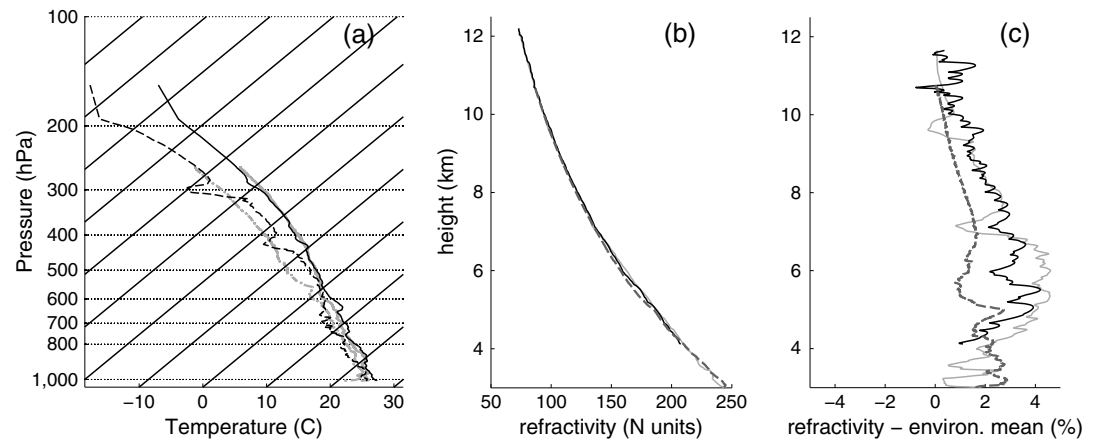 (a)
100
200
300
400
500
600
700
800
1,000
Pressure (hPa)
−10 0 10 20 30
Temperature (C)
(b)
12
10
8
6
4
height (km)
50 100 150 200 250
refractivity (N units)
(c)
12
10
8
6
4
−4 −2 0 2 4
refractivity − environ. mean (%)